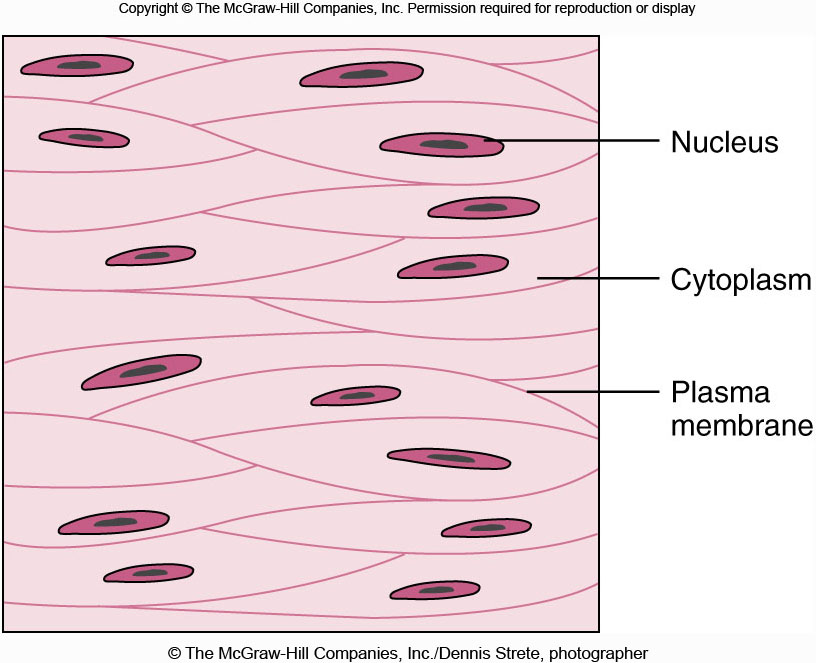 Copyright © The McGraw-Hill Companies, Inc. Permission required for reproduction or display
Nucleus
Cytoplasm
Plasma
membrane
© The McGraw-Hill Companies, Inc./Dennis Strete, photographer